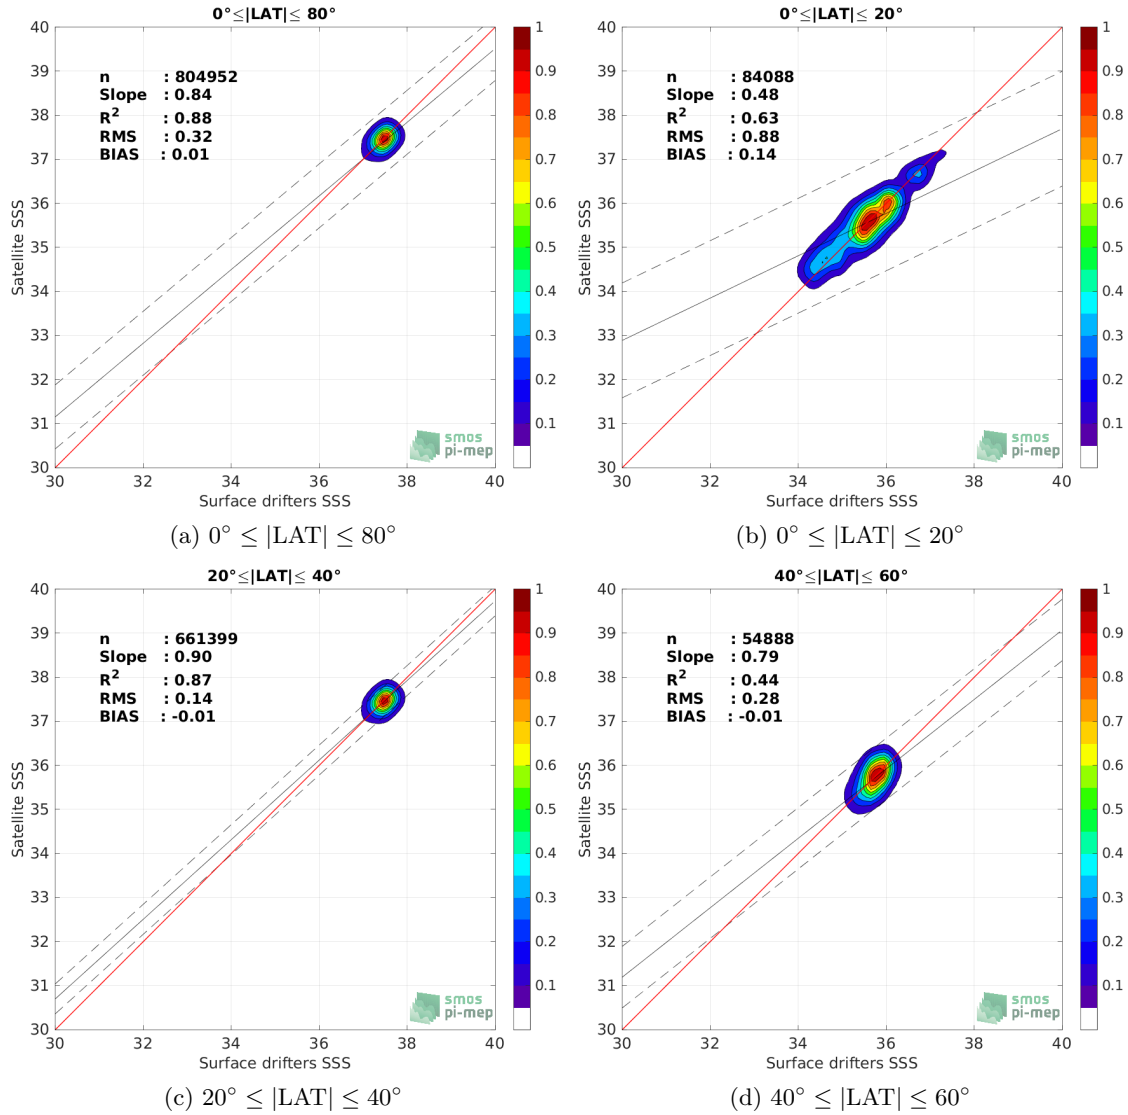 0°≤|LAT|≤ 80°
n : 804952
Slope : 0.84
R² : 0.88
RMS : 0.32
BIAS : 0.01
Satellite SSS
40
39
38
37
36
35
34
33
32
31
30
30 32 34 36 38 40
Surface drifters SSS
1
0.9
0.8
0.7
0.6
0.5
0.4
0.3
0.2
0.1
smos
pi-mep
(a) 0° ≤ |LAT| ≤ 80°
0°≤|LAT|≤ 20°
n : 84088
Slope : 0.48
R² : 0.63
RMS : 0.88
BIAS : 0.14
Satellite SSS
40
39
38
37
36
35
34
33
32
31
30
30 32 34 36 38 40
Surface drifters SSS
1
0.9
0.8
0.7
0.6
0.5
0.4
0.3
0.2
0.1
smos
pi-mep
(b) 0° ≤ |LAT| ≤ 20°
20°≤|LAT|≤ 40°
n : 661399
Slope : 0.90
R² : 0.87
RMS : 0.14
BIAS : -0.01
Satellite SSS
40
39
38
37
36
35
34
33
32
31
30
30 32 34 36 38 40
Surface drifters SSS
1
0.9
0.8
0.7
0.6
0.5
0.4
0.3
0.2
0.1
smos
pi-mep
(c) 20° ≤ |LAT| ≤ 40°
40°≤|LAT|≤ 60°
n : 54888
Slope : 0.79
R² : 0.44
RMS : 0.28
BIAS : -0.01
Satellite SSS
40
39
38
37
36
35
34
33
32
31
30
30 32 34 36 38 40
Surface drifters SSS
1
0.9
0.8
0.7
0.6
0.5
0.4
0.3
0.2
0.1
smos
pi-mep
(d) 40° ≤ |LAT| ≤ 60°